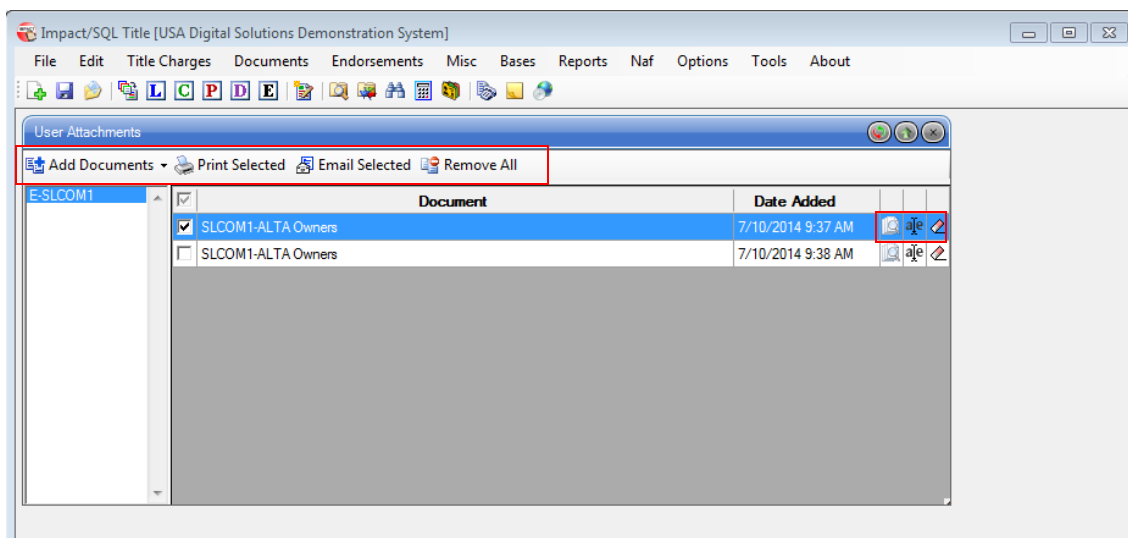 Impact/SQL Title [USA Digital Solutions Demonstration System]
File Edit Title Charges Documents Endorsements Misc Bases Reports Naf Options Tools About
L C P D E
User Attachments
Add Documents Print Selected Email Selected Remove All
E-SLCOM1 Document Date Added
SLCOM1-ALTA Owners 7/10/2014 9:37 AM a|e
SLCOM1-ALTA Owners 7/10/2014 9:38 AM a|e